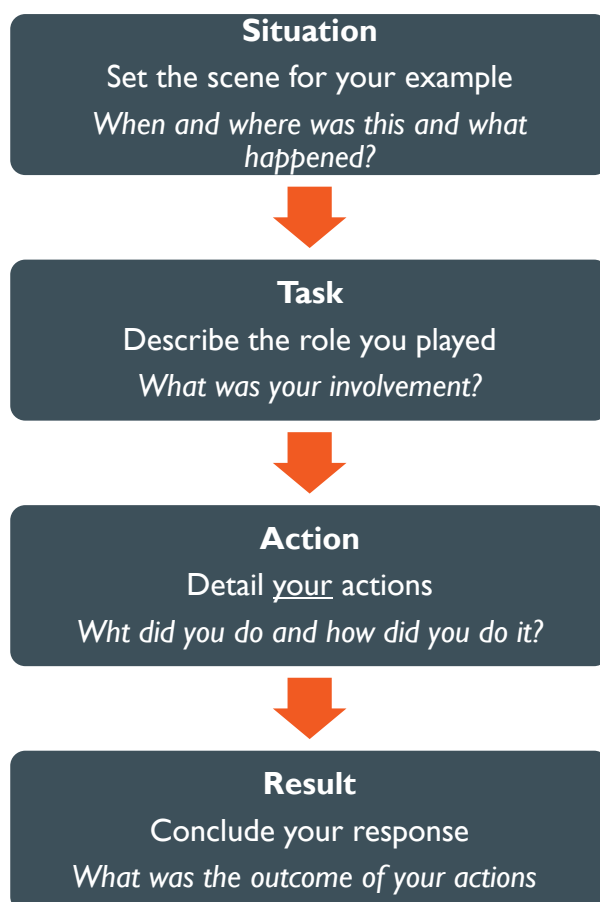 Situation
Set the scene for your example
When and where was this and what
happened?
Task
Describe the role you played
What was your involvement?
Action
Detail your actions
Wht did you do and how did you do it?
Result
Conclude your response
What was the outcome of your actions